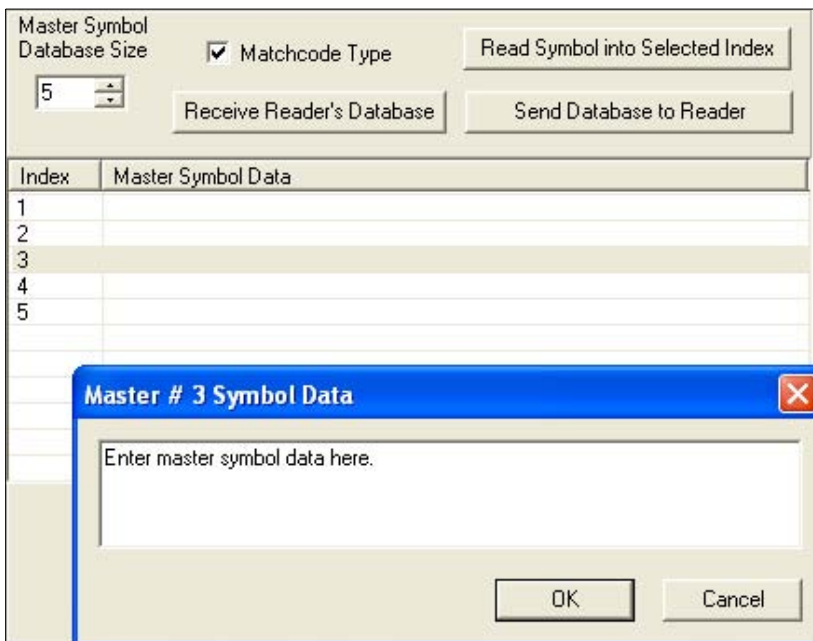 Master Symbol
Database Size
5
Matchcode Type
Read Symbol into Selected Index
Receive Reader's Database
Send Database to Reader
Index Master Symbol Data
1
2
3
4
5
Master # 3 Symbol Data
Enter master symbol data here.
OK Cancel